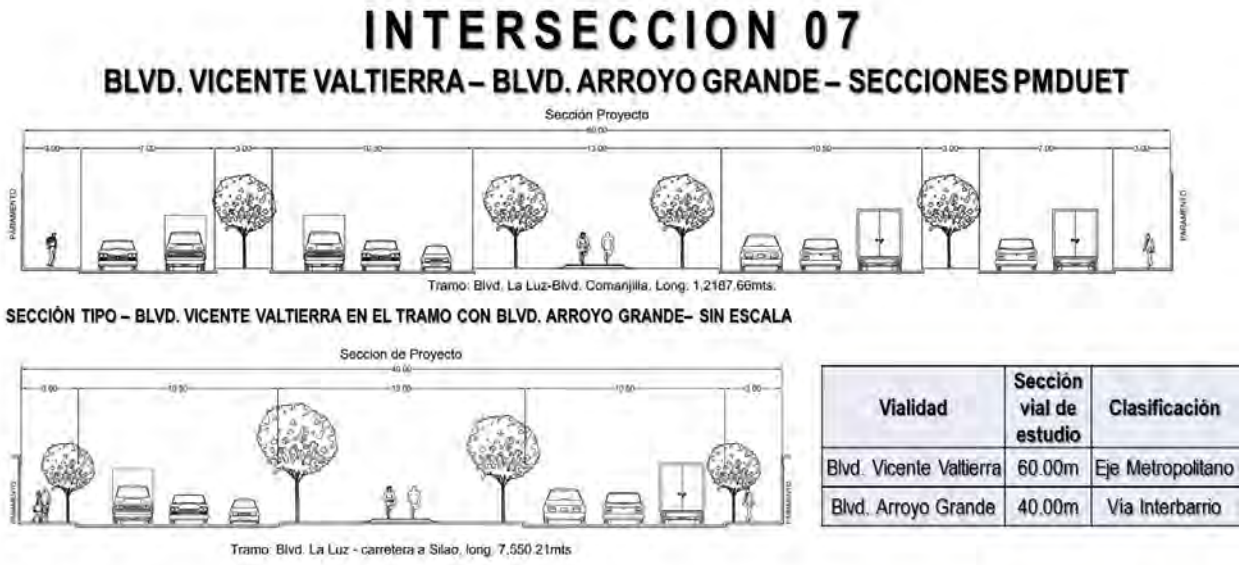 INTERSECCION 07
BLVD. VICENTE VALTIERRA – BLVD. ARROYO GRANDE – SECCIONES PMDUET
Sección Proyecto
60.00
3.00 7.00 3.00 10.50 13.00 10.50 3.00 7.00 3.00
PARAMENTO
PARAMENTO
Tramo: Blvd. La Luz-Blvd. Comanjilla, Long. 1,2187.66mts.
SECCIÓN TIPO – BLVD. VICENTE VALTIERRA EN EL TRAMO CON BLVD. ARROYO GRANDE– SIN ESCALA
Seccion de Proyecto
40.00
3.00 10.50 13.00 10.50 3.00
PARAMENTO
PARAMENTO
Tramo: Blvd. La Luz - carretera a Silao, long. 7,550.21mts
Vialidad
Sección vial de estudio
Clasificación
Blvd. Vicente Valtierra 60.00m Eje Metropolitano
Blvd. Arroyo Grande 40.00m Vía Interbarrio